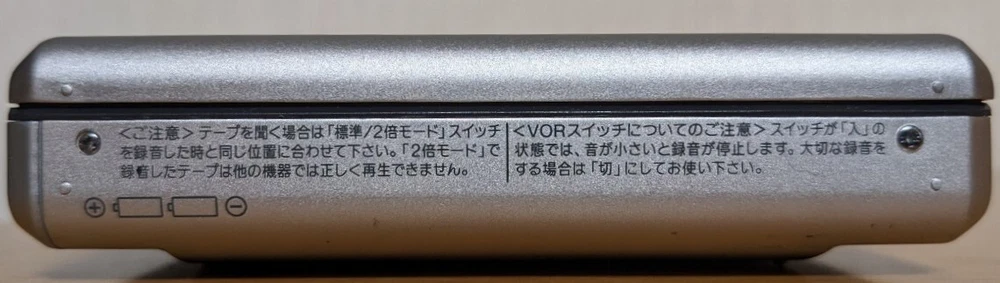 <ご注意>テープを聞く場合は「標準/2倍モード」スイッチ
を録音した時と同じ位置に合わせて下さい。「2倍モード」で
録音したテープは他の機器では正しく再生できません。
<VORスイッチについてのご注意>スイッチが「入」の
状態では、音が小さいと録音が停止します。大切な録音を
する場合は「切」にしてお使い下さい。
⊕ ⊖